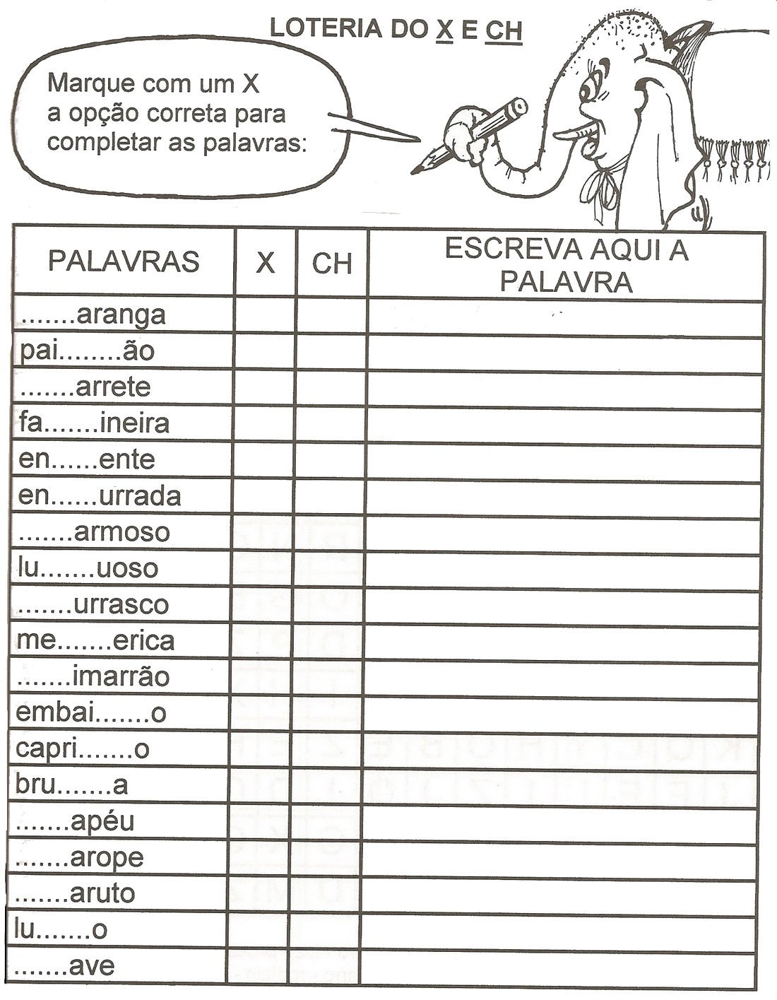 LOTERIA DO X E CH
Marque com um X
a opção correta para
completar as palavras:
PALAVRAS X CH ESCREVA AQUI A
PALAVRA
.......aranga
pai........ão
.......arrete
fa.......ineira
en......ente
en......urrada
.......armoso
lu.......uoso
.......urrasco
me.......erica
.......imarrão
embai.......o
capri.......o
bru.......a
.......apéu
.......arope
.......aruto
lu.......o
.......ave